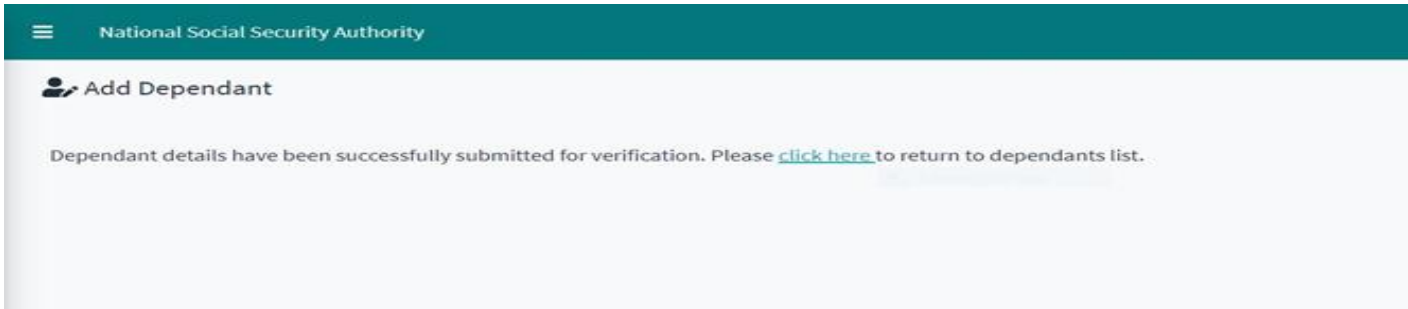 National Social Security Authority
Add Dependant
Dependant details have been successfully submitted for verification. Please click here to return to dependants list.